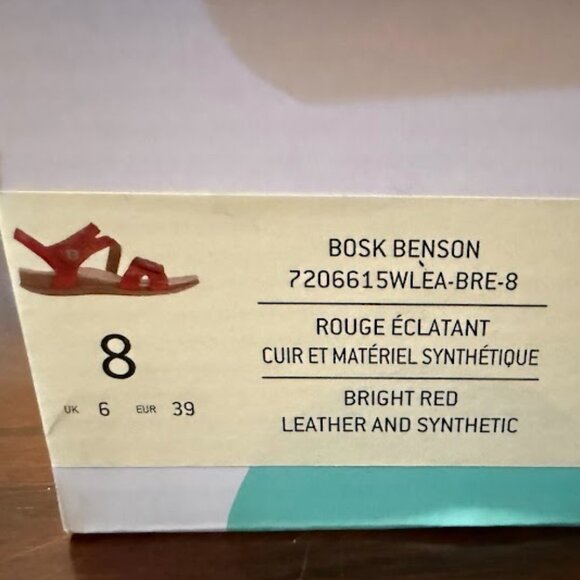 BOSK BENSON
7206615WLEA-BRE-8
ROUGE ÉCLATANT
CUIR ET MATÉRIEL SYNTHÉTIQUE
BRIGHT RED
LEATHER AND SYNTHETIC
8
UK 6 EUR 39